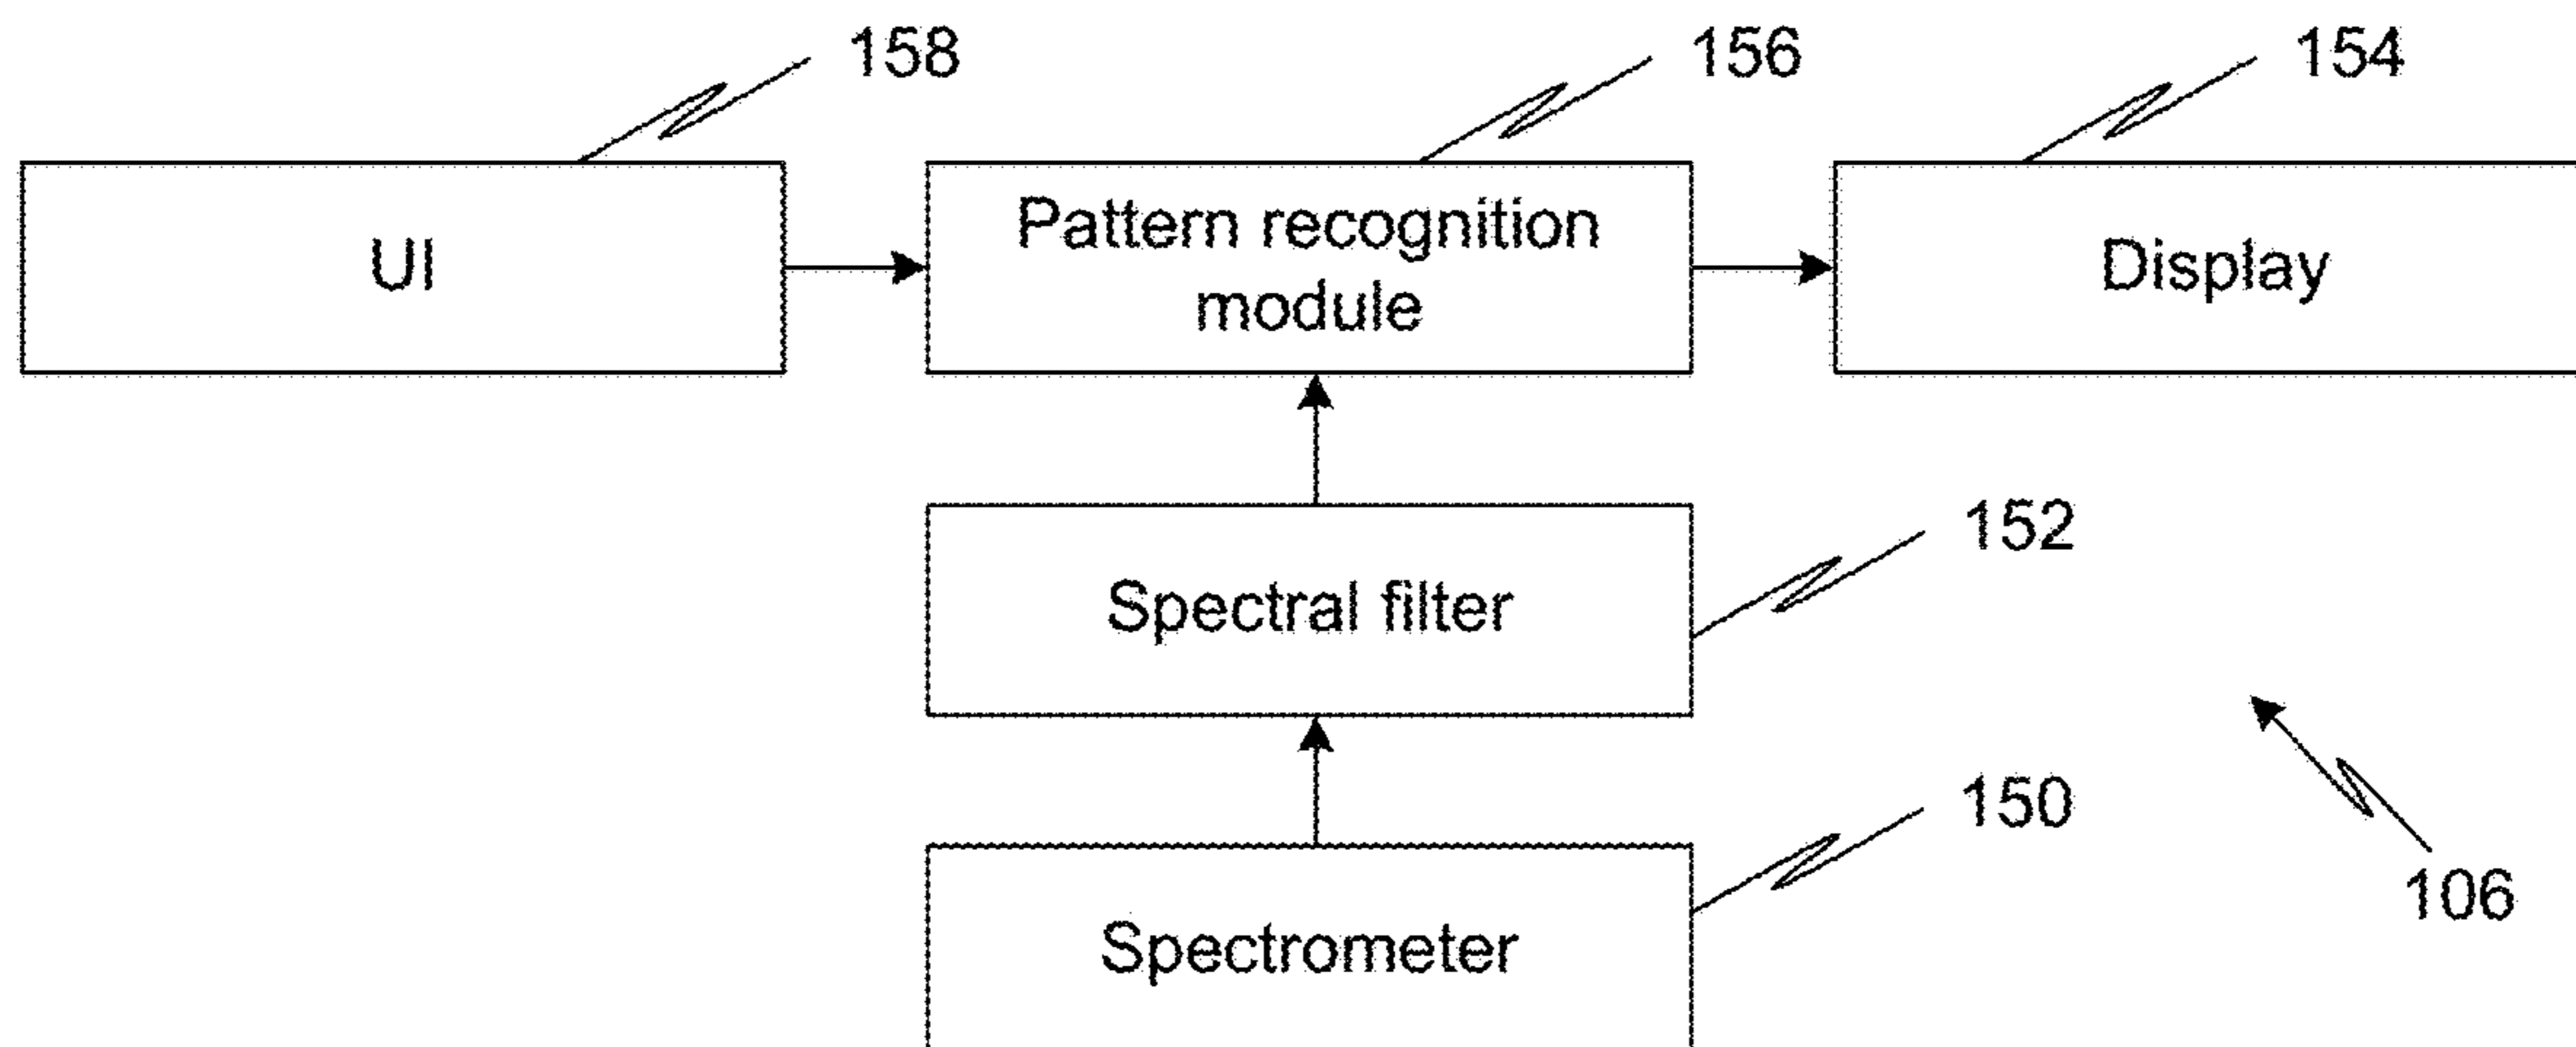 158
156
154
UI
Pattern recognition
module
Display
152
Spectral filter
150
106
Spectrometer